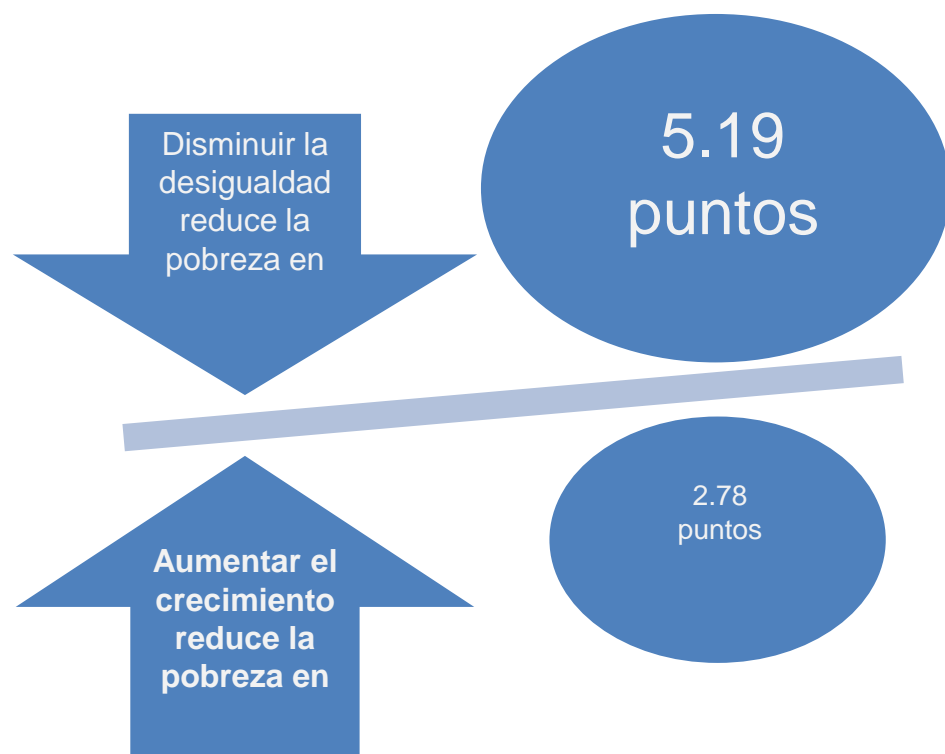 Disminuir la
desigualdad
reduce la
pobreza en
5.19
puntos
Aumentar el
crecimiento
reduce la
pobreza en
2.78
puntos